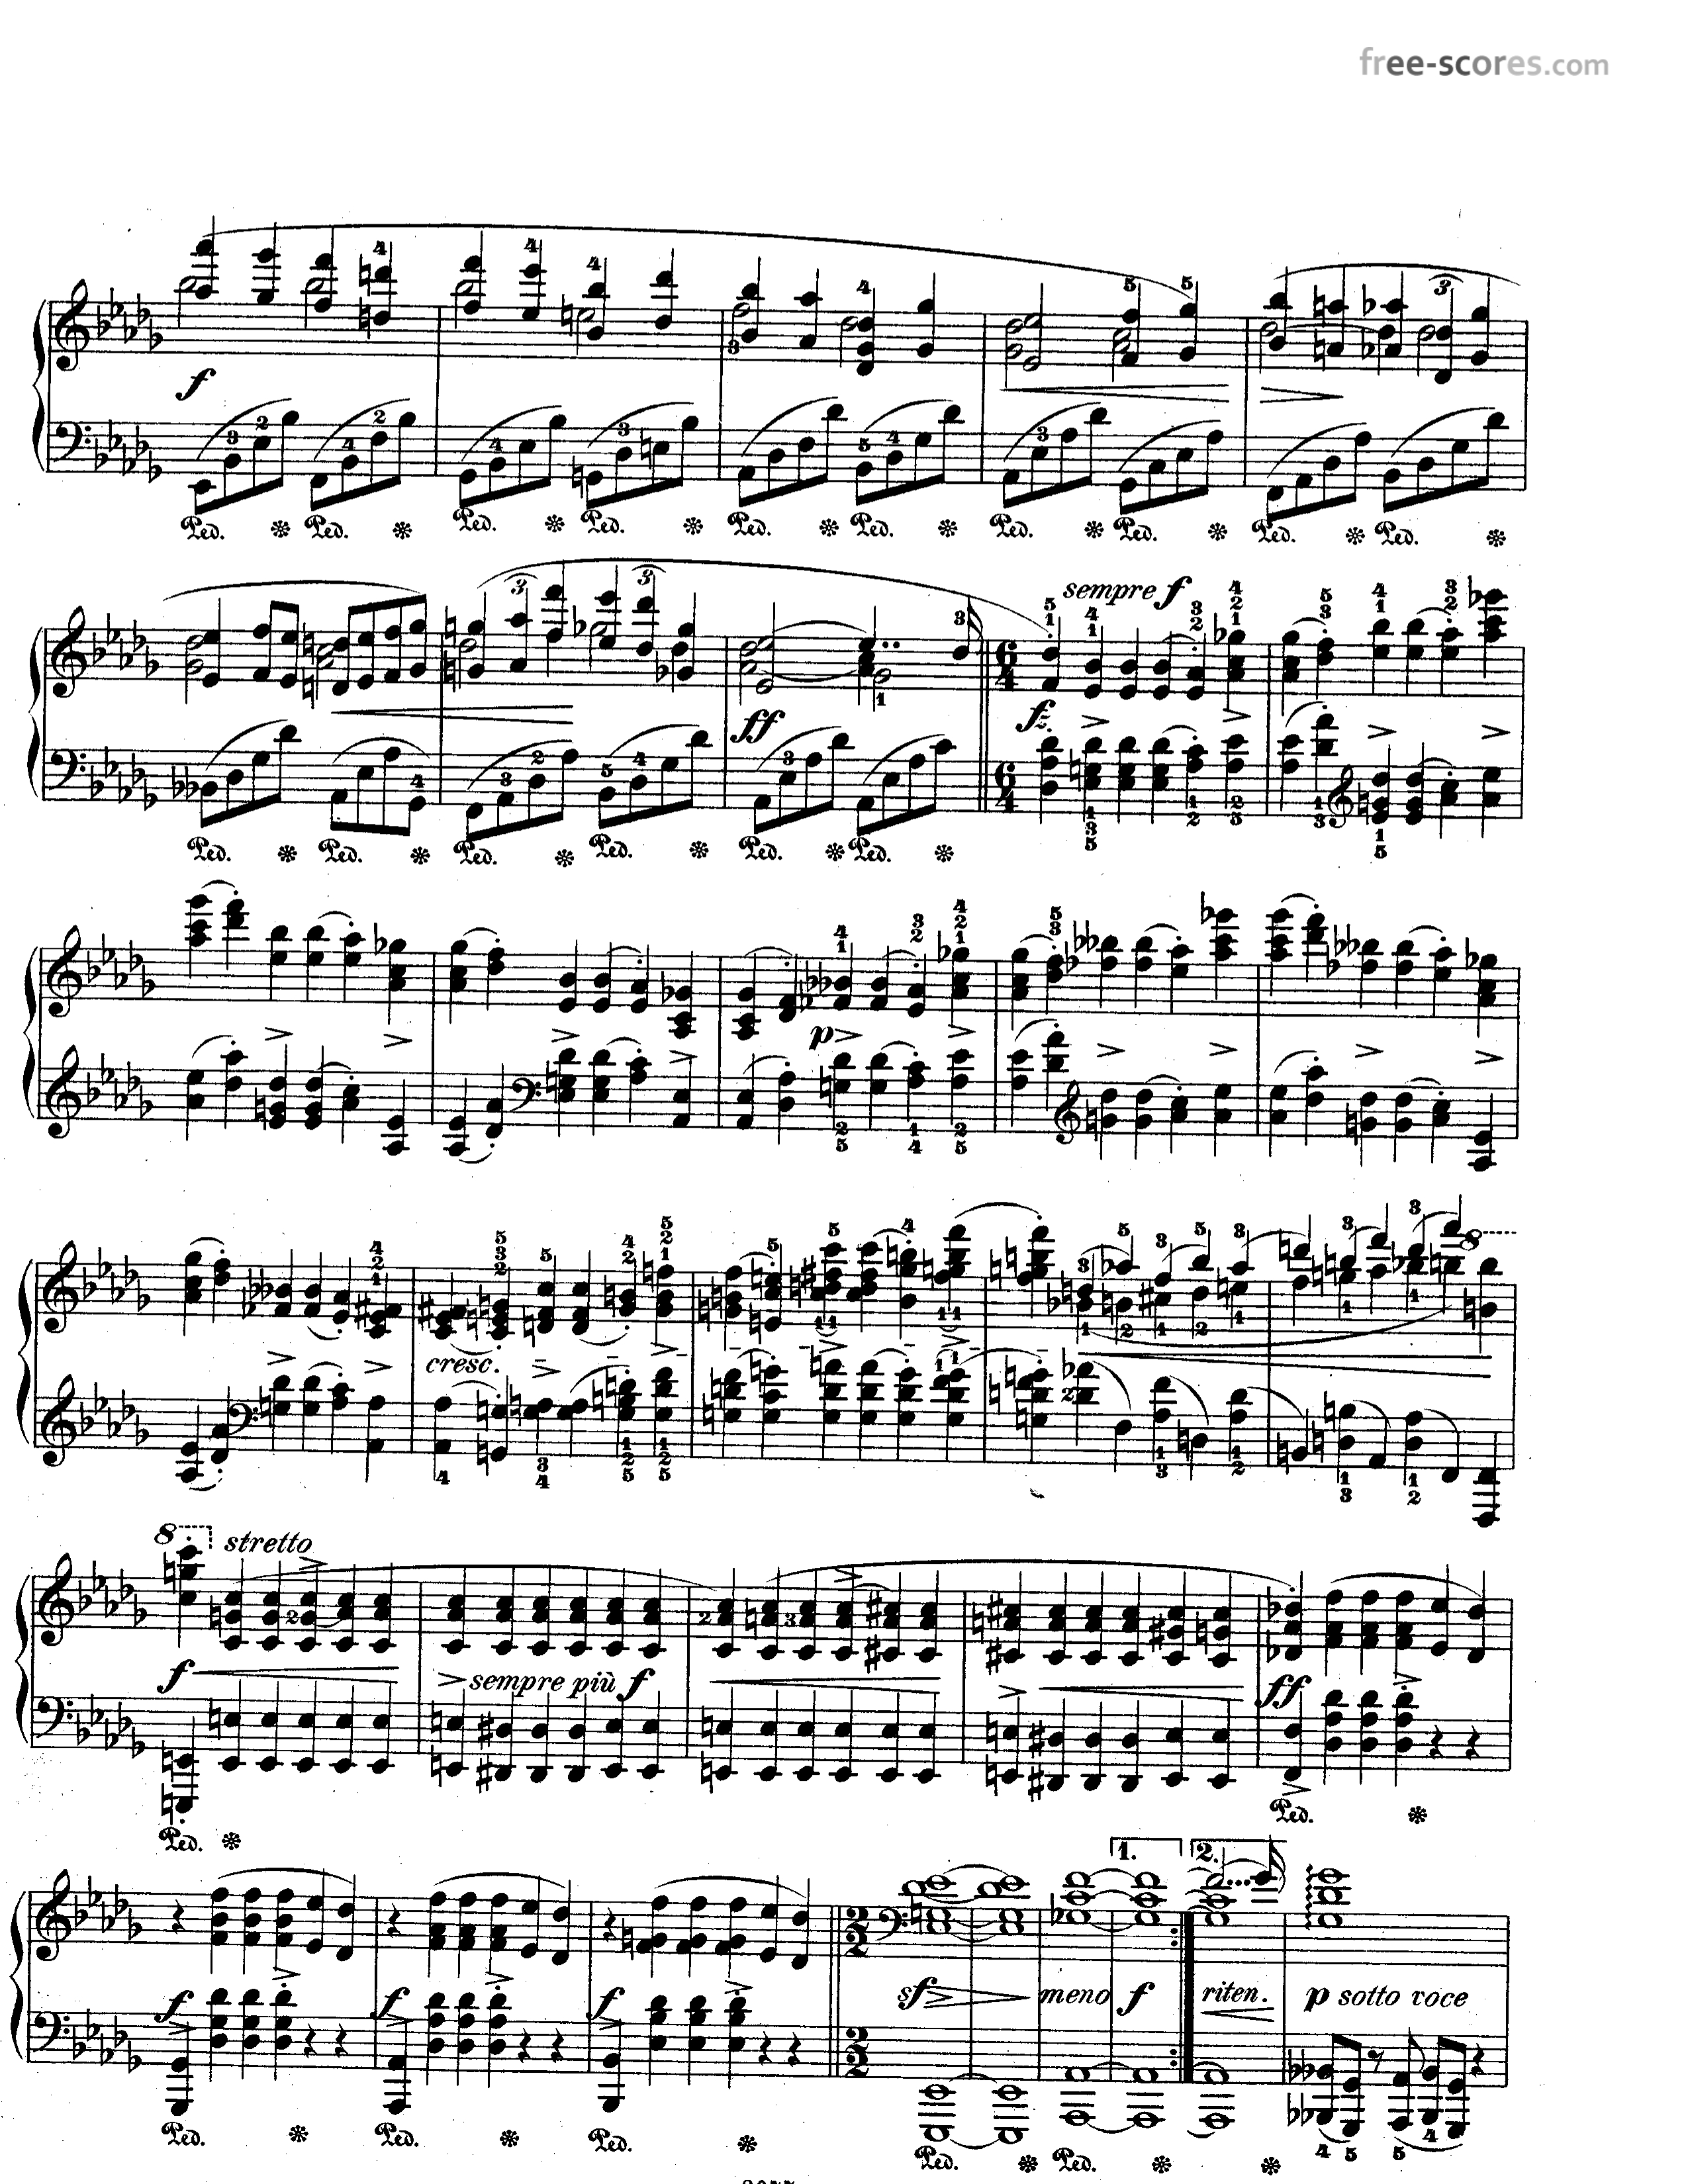 free-scores.com
f
Ped. Ped. Ped. Ped. Ped. Ped. Ped. Ped. Ped. Ped.
sempre f
ff fz
Ped. Ped. Ped. Ped. Ped. Ped.
p
cresc.
8
8 stretto
f sempre più f ff
Ped. Ped.
1. 2.
f f f sf meno f riten. p sotto voce
Ped. Ped. Ped. Ped. Ped.